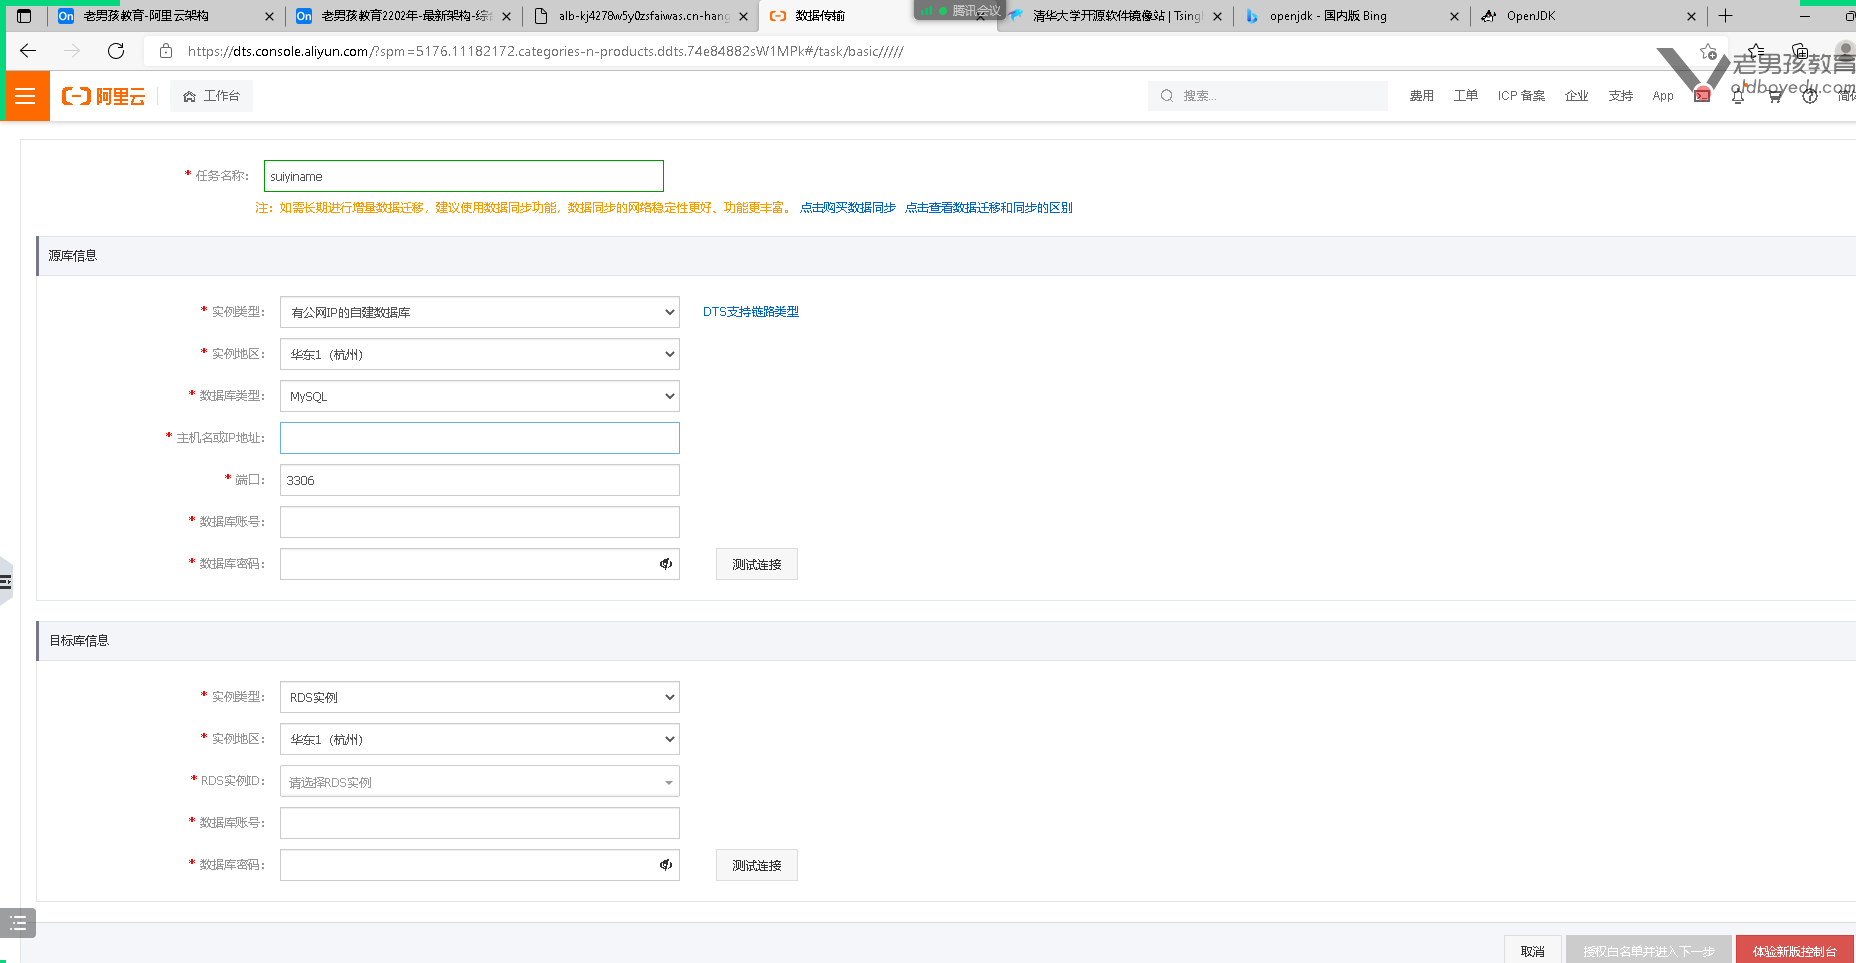 老男孩教育-阿里云架构
老男孩教育2202年-最新架构-综合
alb-kj4278w5y0zsfaiwas.cn-hang
数据传输
腾讯会议
清华大学开源软件镜像站 | Tsingh
openjdk - 国内版 Bing
OpenJDK
https://dts.console.aliyun.com/?spm=5176.11182172.categories-n-products.ddts.74e84882sW1MPk#/task/basic/////
老男孩教育
oldboyedu.com
阿里云
工作台
搜索...
费用
工单
ICP 备案
企业
支持
App
简体
* 任务名称:
suiyiname
注：如需长期进行增量数据迁移，建议使用数据同步功能，数据同步的网络稳定性更好、功能更丰富。 点击购买数据同步 点击查看数据迁移和同步的区别
源库信息
* 实例类型: 有公网IP的自建数据库 DTS支持链路类型
* 实例地区: 华东1（杭州）
* 数据库类型: MySQL
* 主机名或IP地址:
* 端口: 3306
* 数据库账号:
* 数据库密码: 测试连接
目标库信息
* 实例类型: RDS实例
* 实例地区: 华东1（杭州）
* RDS实例ID: 请选择RDS实例
* 数据库账号:
* 数据库密码: 测试连接
取消
授权白名单并进入下一步
体验新版控制台